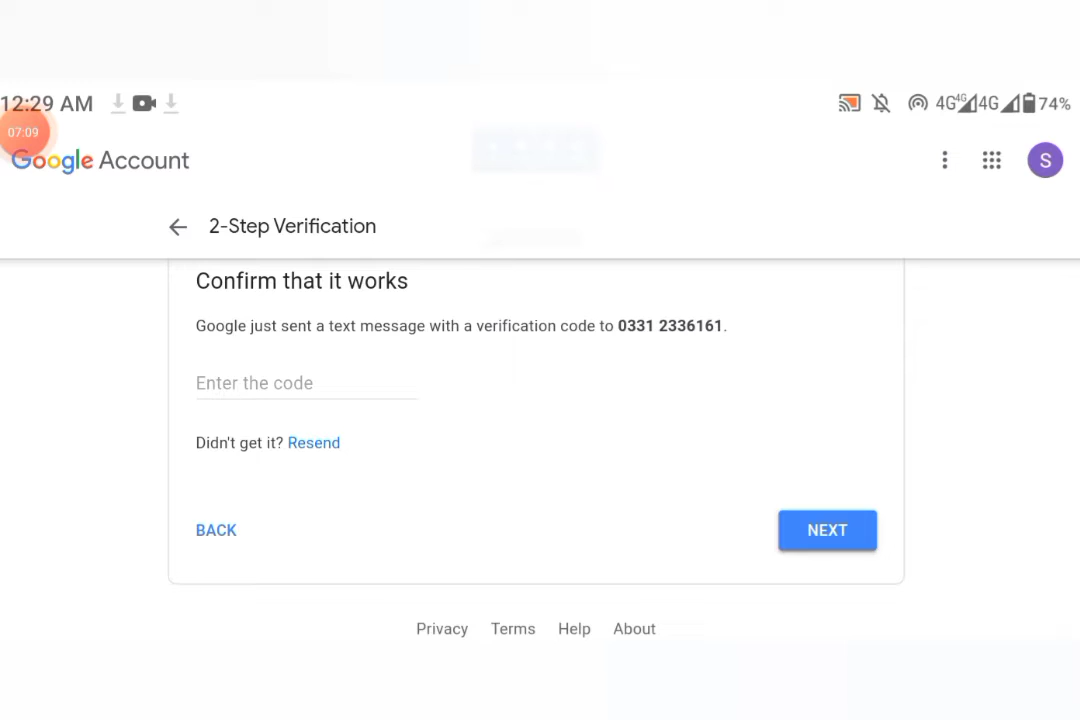 12:29 AM 4G 4G 4G 74%
07:09
Google Account S
2-Step Verification
Confirm that it works
Google just sent a text message with a verification code to 0331 2336161.
Enter the code
Didn't get it? Resend
BACK NEXT
Privacy Terms Help About